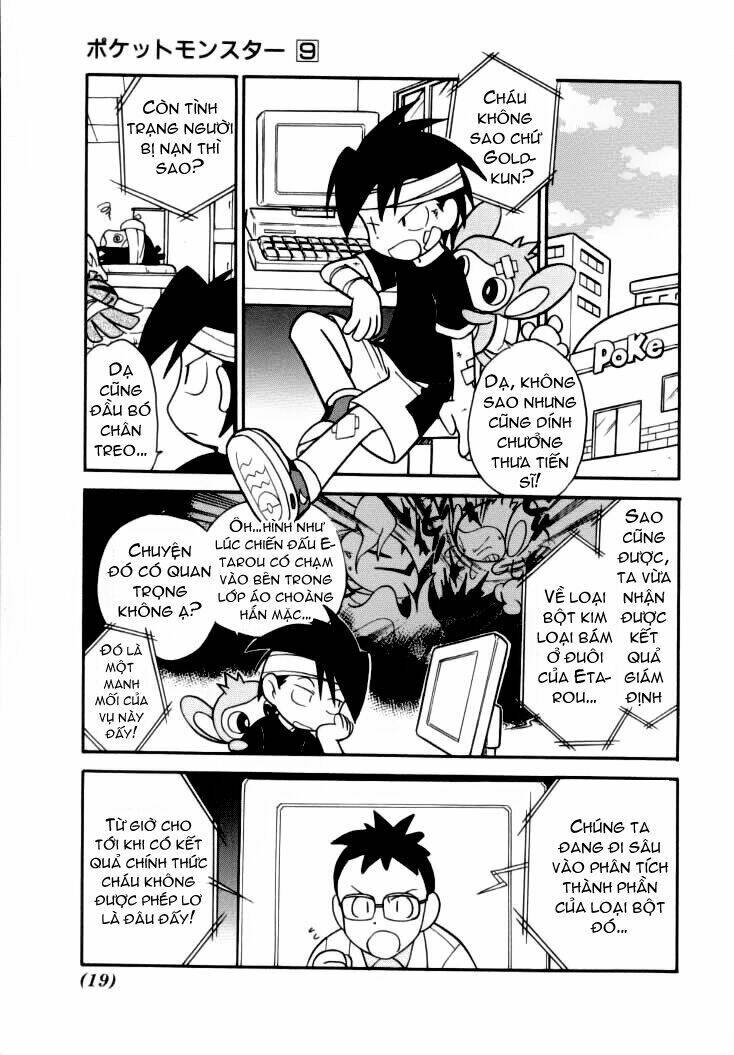 ポケットモンスター 9
CHÁU
KHÔNG
SAO CHỨ
GOLD-
KUN?
POKE
DẠ, KHÔNG
SAO NHƯNG
CŨNG DÍNH
CHƯỞNG
THƯA TIẾN
SĨ!
CÒN TÌNH
TRẠNG NGƯỜI
BỊ NẠN THÌ
SAO?
DẠ
CŨNG
ĐẦU BÓ
CHÂN
TREO...
SAO
CŨNG
ĐƯỢC,
TA VỪA
NHẬN
ĐƯỢC
KẾT
QUẢ
GIÁM
ĐỊNH
VỀ LOẠI
BỘT KIM
LOẠI BÁM
Ở ĐUÔI
CỦA ETA-
ROU...
ÔH...HÌNH NHƯ
LÚC CHIẾN ĐẤU E-
TAROU CÓ CHẠM
VÀO BÊN TRONG
LỚP ÁO CHOÀNG
HẮN MẶC...
CHUYỆN
ĐÓ CÓ QUAN
TRỌNG
KHÔNG Ạ?
ĐÓ LÀ
MỘT
MANH
MỐI CỦA
VỤ NÀY
ĐẤY!
CHÚNG TA
ĐANG ĐI SÂU
VÀO PHÂN TÍCH
THÀNH PHẦN
CỦA LOẠI BỘT
ĐÓ...
TỪ GIỜ CHO
TỚI KHI CÓ KẾT
QUẢ CHÍNH THỨC
CHÁU KHÔNG
ĐƯỢC PHÉP LƠ
LÀ ĐÂU ĐẤY!
(19)